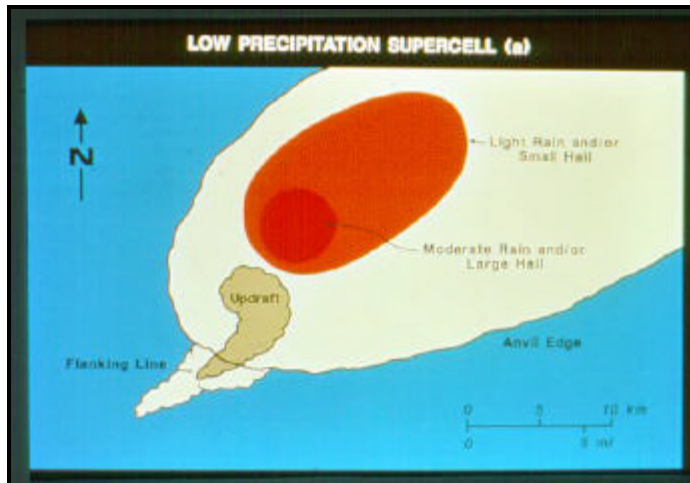 LOW PRECIPITATION SUPERCELL (a)
N
Light Rain and/or
Small Hail
Moderate Rain and/or
Large Hail
Updraft
Flanking Line
Anvil Edge
0 5 10 km
0 5 mi